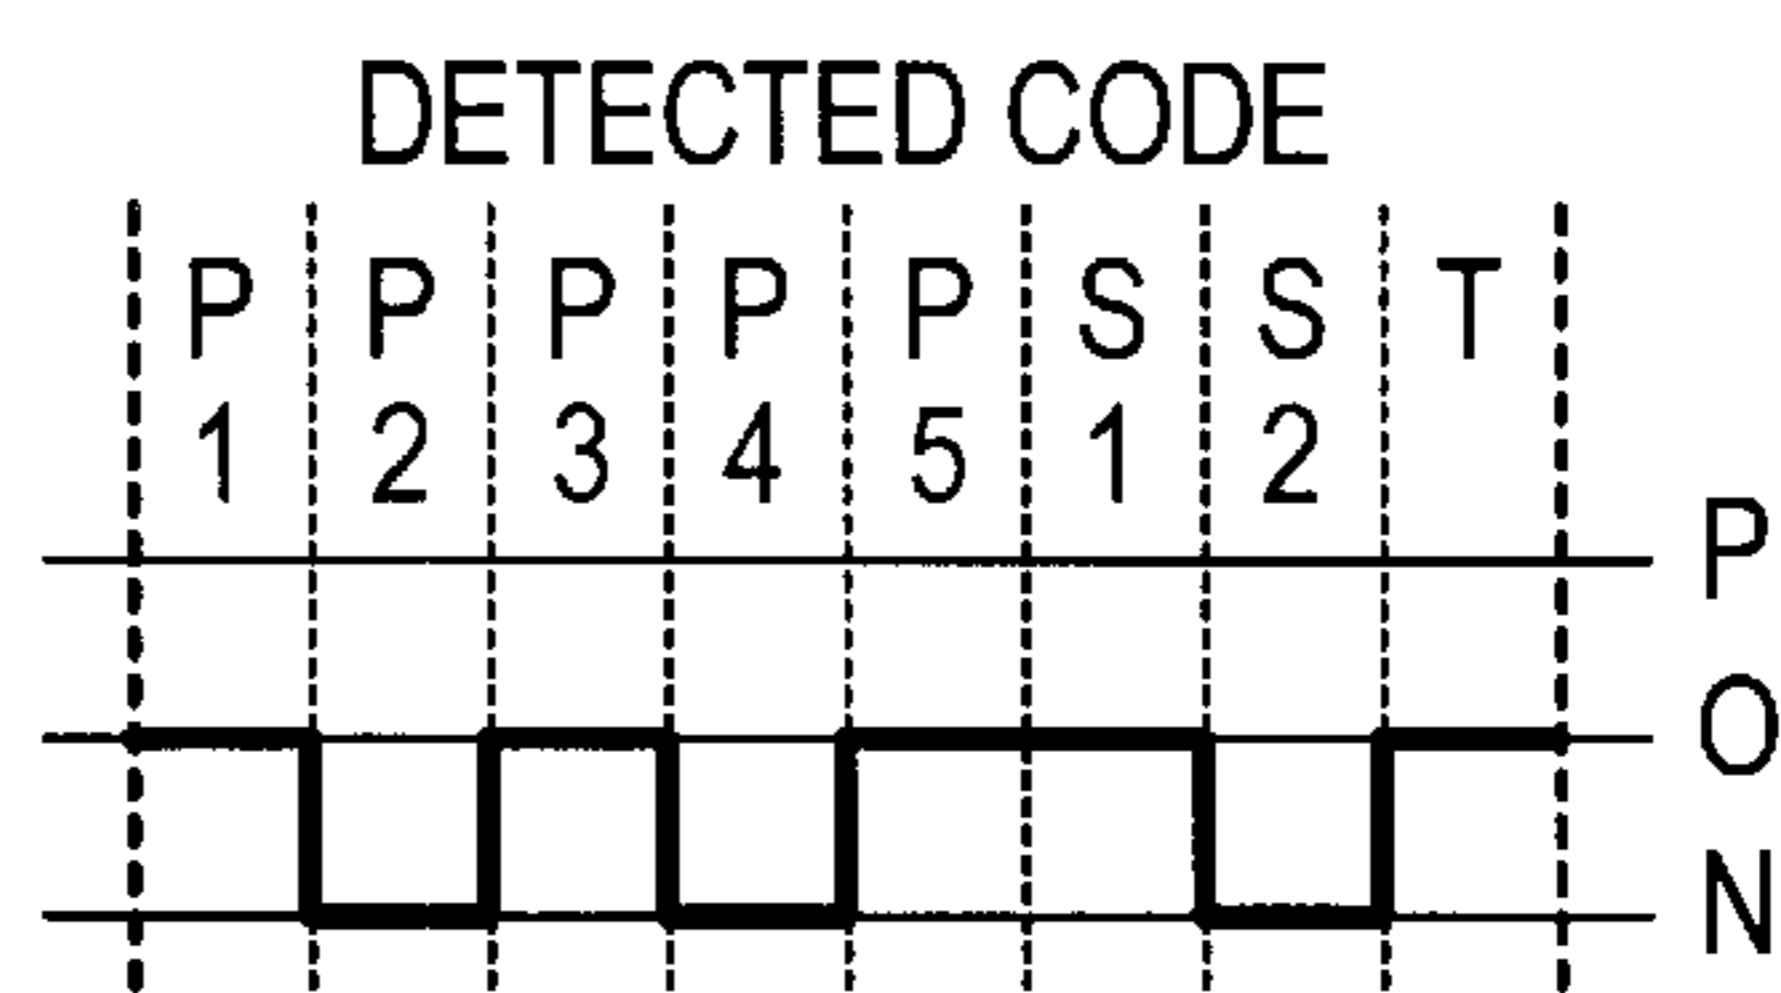 DETECTED CODE
P P P P P S S T
1 2 3 4 5 1 2
P
O
N